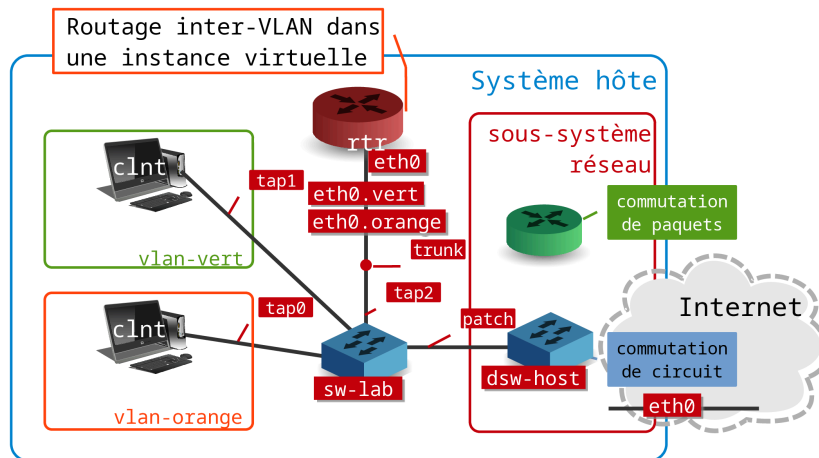 Routage inter-VLAN dans
une instance virtuelle
Système hôte
sous-système
réseau
rtr
eth0
clnt
tap1
eth0.vert
eth0.orange
commutation
de paquets
vlan-vert
trunk
tap2
tap0
clnt
patch
Internet
commutation
de circuit
sw-lab
dsw-host
eth0
vlan-orange